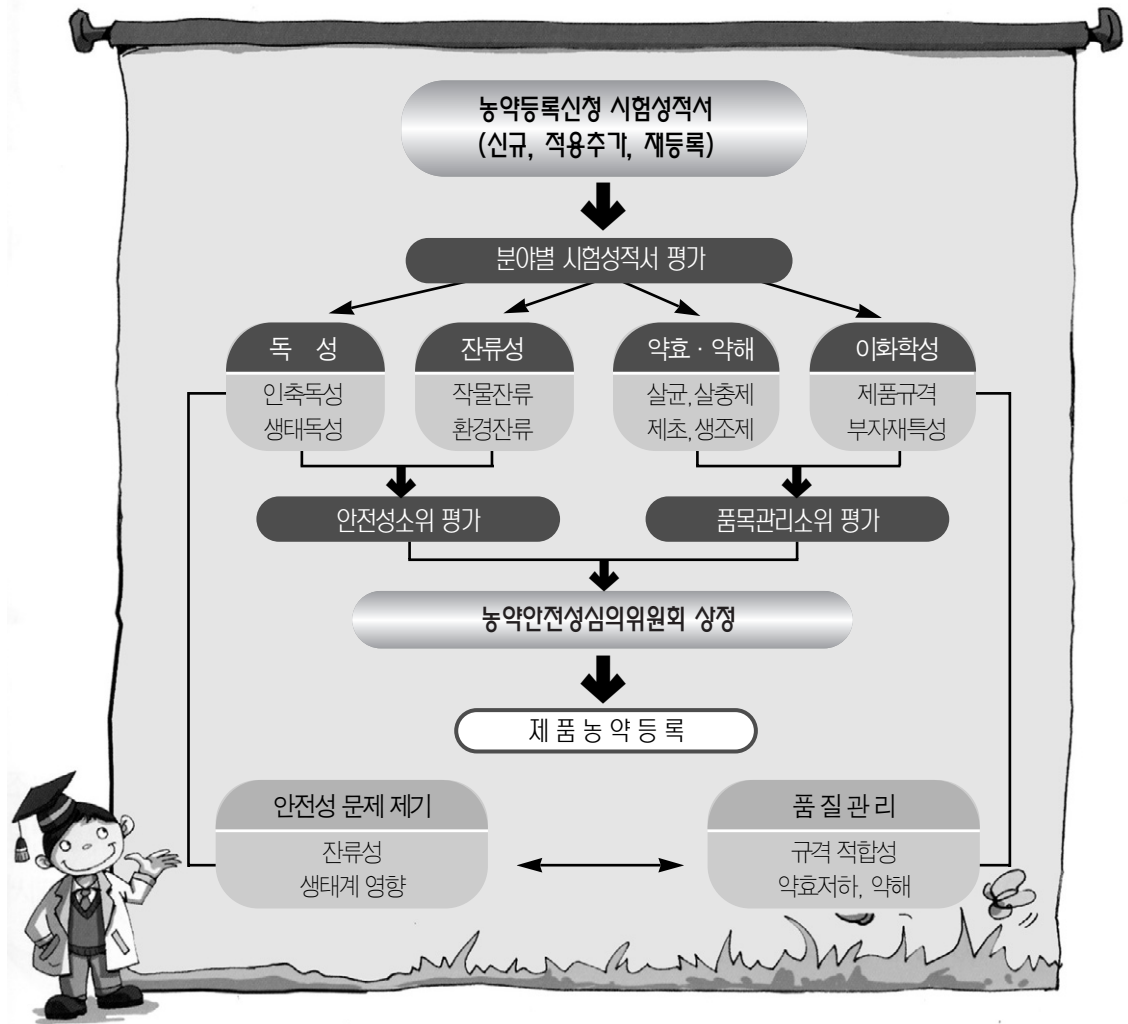 농약등록신청 시험성적서
(신규, 적용추가, 재등록)
분야별 시험성적서 평가
독 성
인축독성
생태독성
잔류성
작물잔류
환경잔류
약효 · 약해
살균, 살충제
제초, 생조제
이화학성
제품규격
부자재특성
안전성소위 평가
품목관리소위 평가
농약안전성심의위원회 상정
제 품 농 약 등 록
안전성 문제 제기
잔류성
생태계 영향
품 질 관 리
규격 적합성
약효저하, 약해